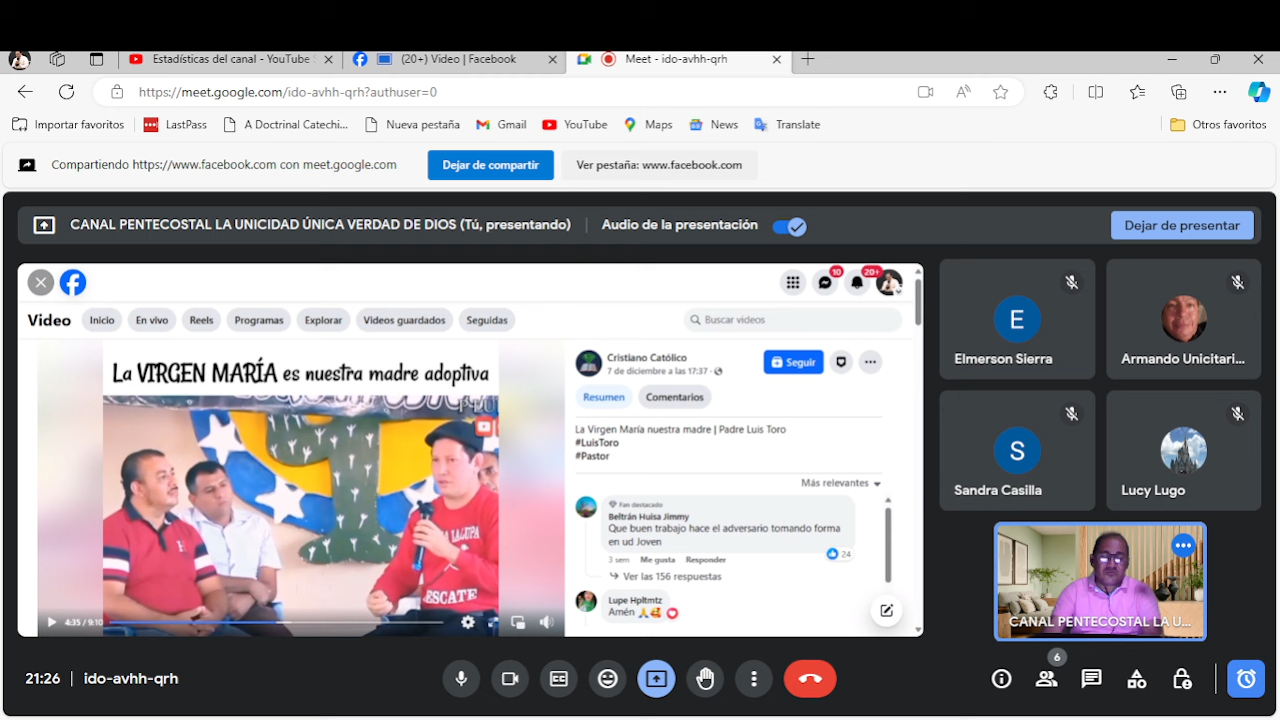 Estadísticas del canal - YouTube
(20+) Video | Facebook
Meet - ido-avhh-qrh
https://meet.google.com/ido-avhh-qrh?authuser=0
Importar favoritos
LastPass
A Doctrinal Catechi...
Nueva pestaña
Gmail
YouTube
Maps
News
Translate
Otros favoritos
Compartiendo https://www.facebook.com con meet.google.com
Dejar de compartir
Ver pestaña: www.facebook.com
CANAL PENTECOSTAL LA UNICIDAD ÚNICA VERDAD DE DIOS (Tú, presentando)
Audio de la presentación
Dejar de presentar
10
20+
Video
Inicio
En vivo
Reels
Programas
Explorar
Videos guardados
Seguidas
Buscar videos
La VIRGEN MARÍA es nuestra madre adoptiva
ESCATE
4:35 / 9:10
Cristiano Católico
7 de diciembre a las 17:37 ·
Seguir
Resumen
Comentarios
La Virgen María nuestra madre | Padre Luis Toro
#LuisToro
#Pastor
Más relevantes
Fan destacado
Beltrán Huisa Jimmy
Que buen trabajo hace el adversario tomando forma
en ud Joven
24
3 sem
Me gusta
Responder
Ver las 156 respuestas
Lupe Hpltmtz
Amén
E
Elmerson Sierra
Armando Unicitari...
S
Sandra Casilla
Lucy Lugo
CANAL PENTECOSTAL LA U...
21:26
ido-avhh-qrh
6